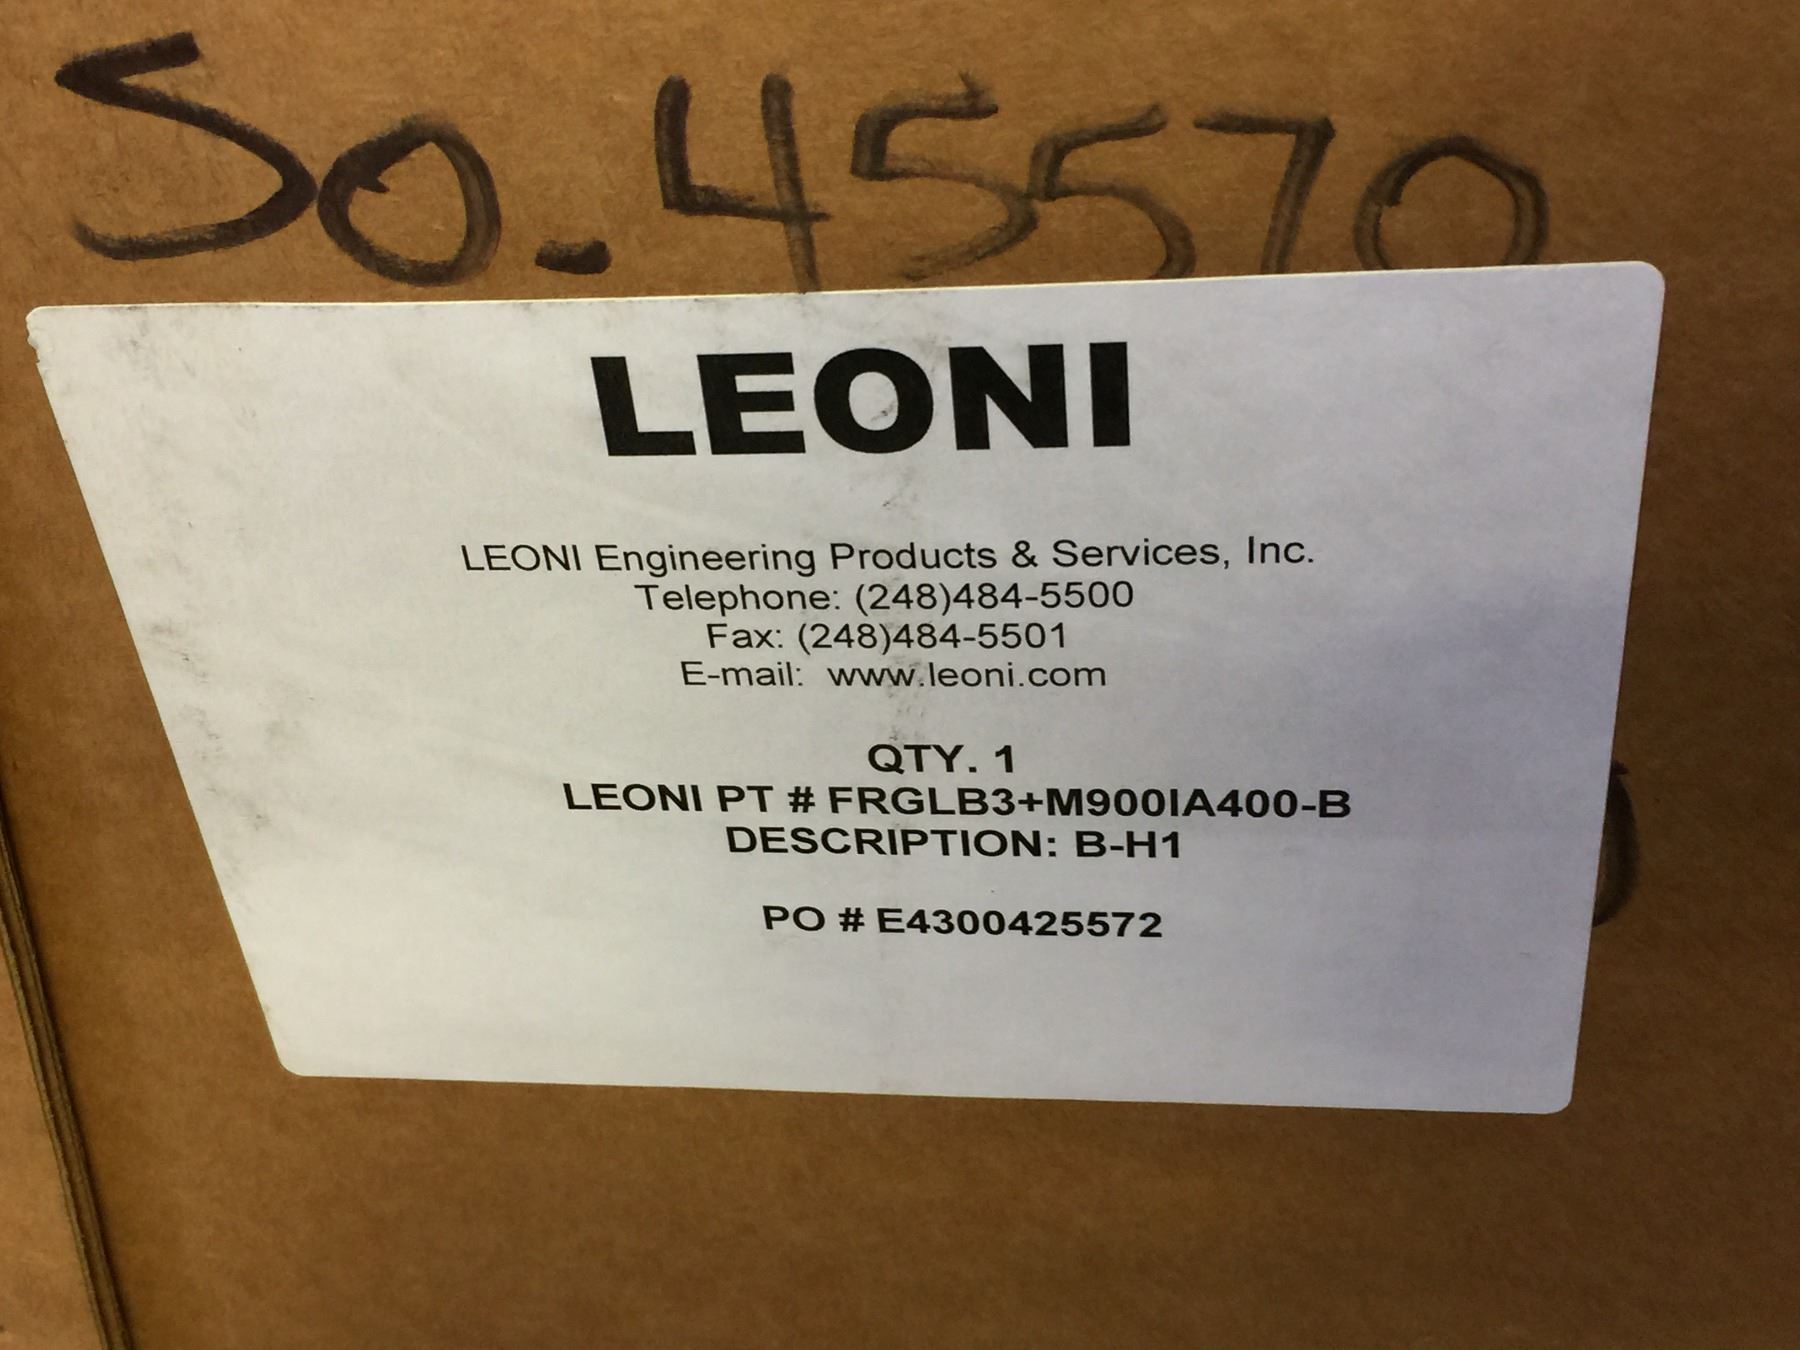 So. 45570
LEONI
LEONI Engineering Products & Services, Inc.
Telephone: (248)484-5500
Fax: (248)484-5501
E-mail: www.leoni.com
QTY. 1
LEONI PT # FRGLB3+M900IA400-B
DESCRIPTION: B-H1
PO # E4300425572